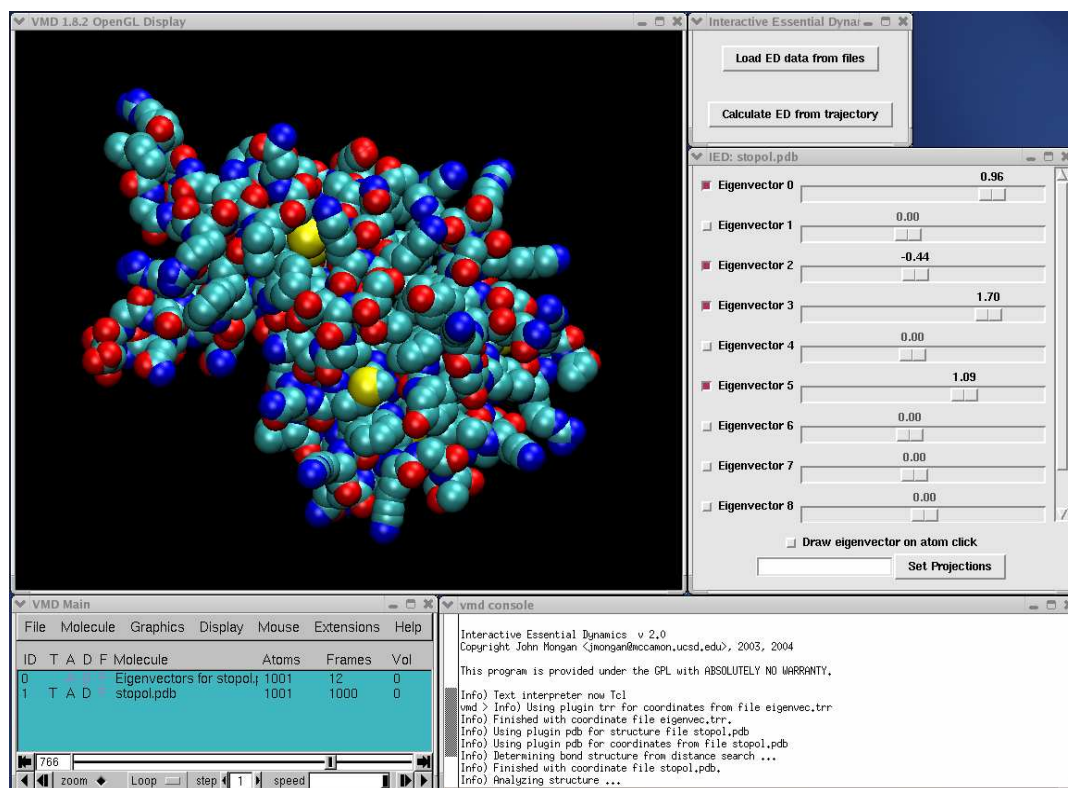 VMD 1.8.2 OpenGL Display
Interactive Essential Dynar
Load ED data from files
Calculate ED from trajectory
IED: stopol.pdb
0.96
Eigenvector 0
0.00
Eigenvector 1
-0.44
Eigenvector 2
1.70
Eigenvector 3
0.00
Eigenvector 4
1.09
Eigenvector 5
0.00
Eigenvector 6
0.00
Eigenvector 7
0.00
Eigenvector 8
Draw eigenvector on atom click
Set Projections
VMD Main
File Molecule Graphics Display Mouse Extensions Help
ID T A D F Molecule Atoms Frames Vol
0 A D F Eigenvectors for stopol.p 1001 12 0
1 T A D F stopol.pdb 1001 1000 0
766
zoom Loop step 1 speed
vmd console
Interactive Essential Dynamics v 2.0
Copyright John Mongan <jmongan@mccamon.ucsd.edu>, 2003, 2004
This program is provided under the GPL with ABSOLUTELY NO WARRANTY.
Info) Text interpreter now Tcl
vmd > Info) Using plugin trr for coordinates from file eigenvec.trr
Info) Finished with coordinate file eigenvec.trr.
Info) Using plugin pdb for structure file stopol.pdb
Info) Using plugin pdb for coordinates from file stopol.pdb
Info) Determining bond structure from distance search ...
Info) Finished with coordinate file stopol.pdb.
Info) Analyzing structure ...